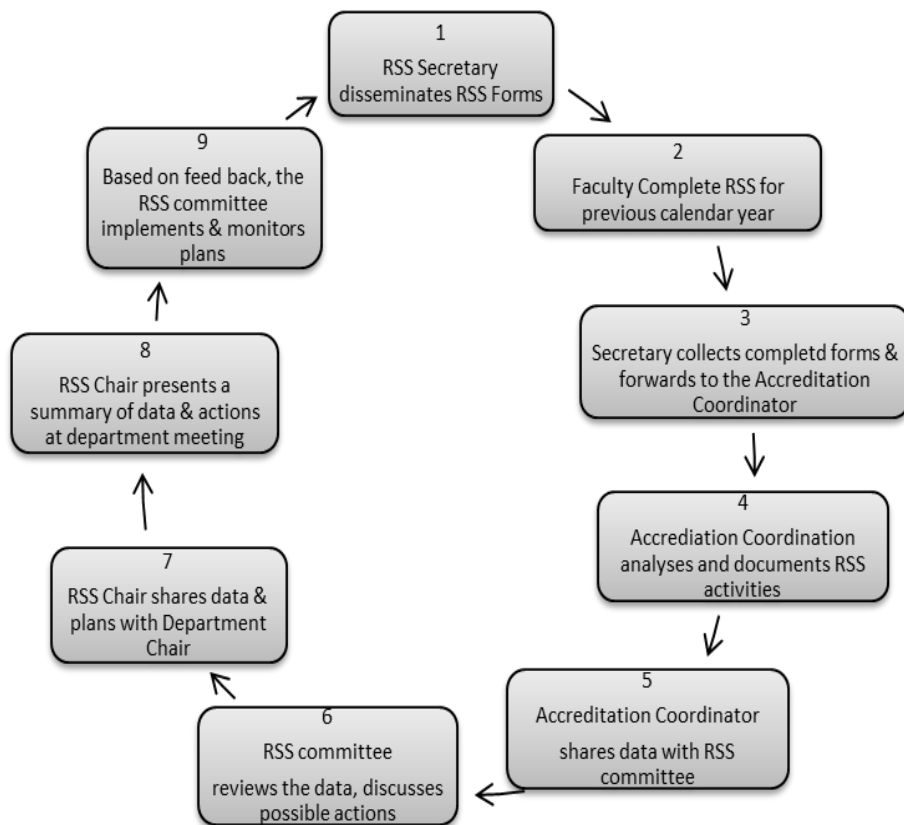 1
RSS Secretary
disseminates RSS Forms
2
Faculty Complete RSS for
previous calendar year
3
Secretary collects completd forms &
forwards to the Accreditation
Coordinator
4
Accrediation Coordination
analyses and documents RSS
activities
5
Accreditation Coordinator
shares data with RSS
committee
6
RSS committee
reviews the data, discusses
possible actions
7
RSS Chair shares data &
plans with Department
Chair
8
RSS Chair presents a
summary of data & actions
at department meeting
9
Based on feed back, the
RSS committee
implements & monitors
plans